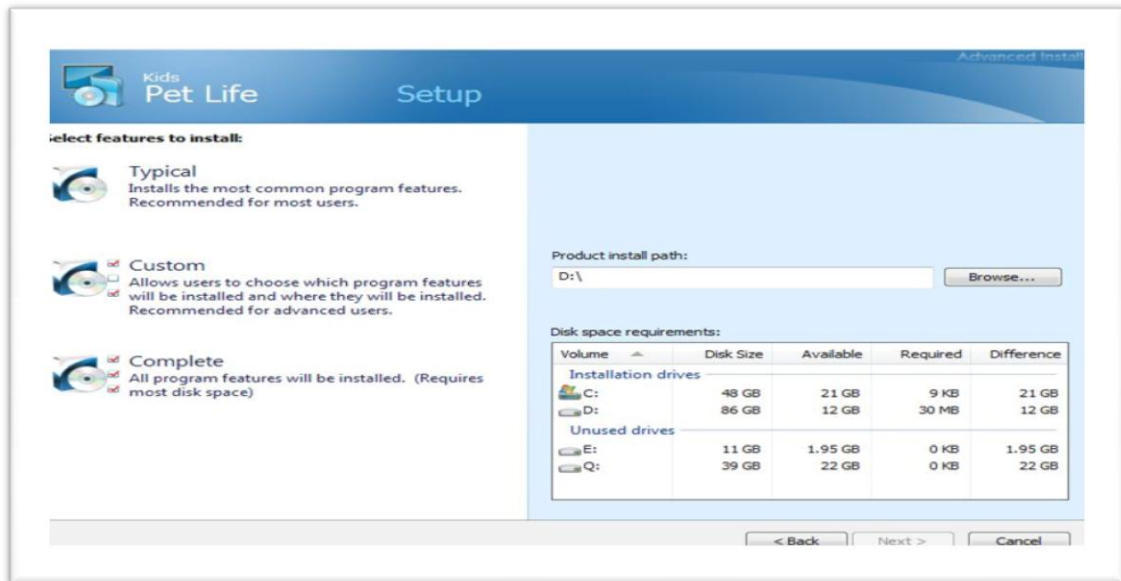 Advanced Install
Kids
Pet Life
Setup
Select features to install:
Typical
Installs the most common program features.
Recommended for most users.
Custom
Allows users to choose which program features
will be installed and where they will be installed.
Recommended for advanced users.
Complete
All program features will be installed. (Requires
most disk space)
Product install path:
D:\
Browse...
Disk space requirements:
Volume Disk Size Available Required Difference
Installation drives
C: 48 GB 21 GB 9 KB 21 GB
D: 86 GB 12 GB 30 MB 12 GB
Unused drives
E: 11 GB 1.95 GB 0 KB 1.95 GB
Q: 39 GB 22 GB 0 KB 22 GB
< Back Next > Cancel